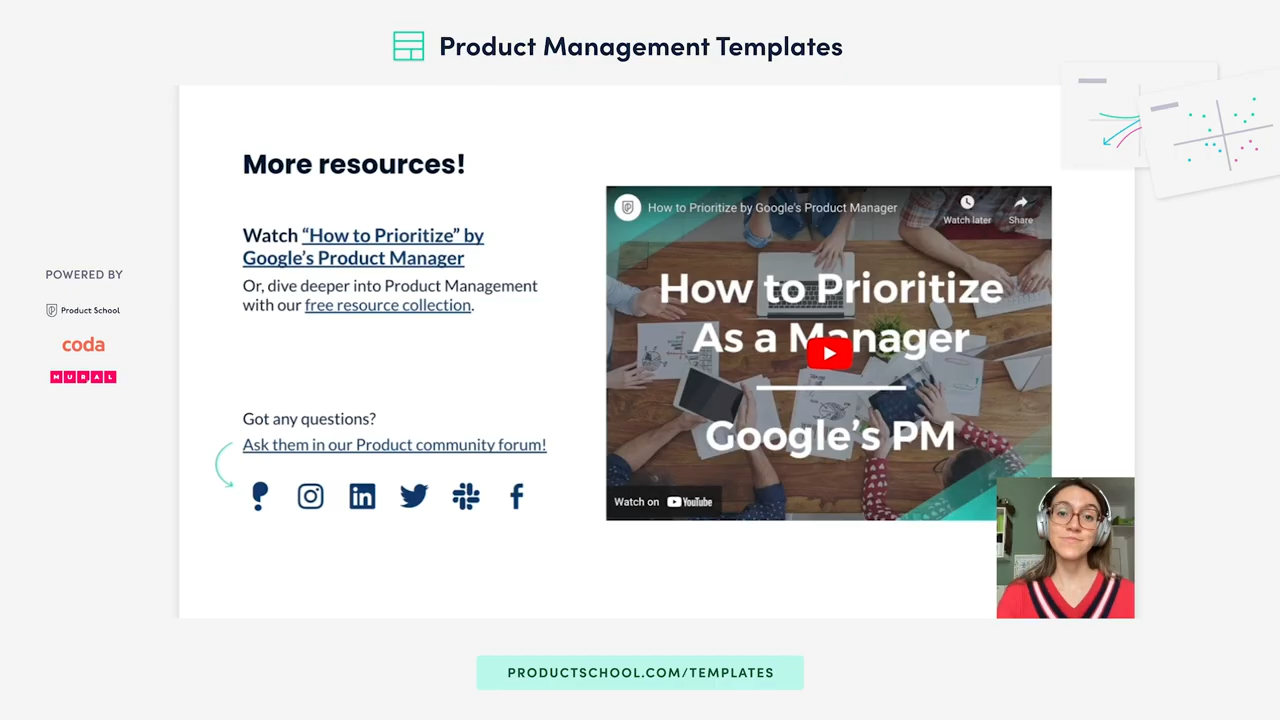 Product Management Templates
More resources!
Watch “How to Prioritize” by
Google’s Product Manager
Or, dive deeper into Product Management
with our free resource collection.
Got any questions?
Ask them in our Product community forum!
How to Prioritize by Google's Product Manager
Watch later
Share
How to Prioritize
As a Manager
Google’s PM
Watch on YouTube
POWERED BY
Product School
coda
MURAL
PRODUCTSCHOOL.COM/TEMPLATES